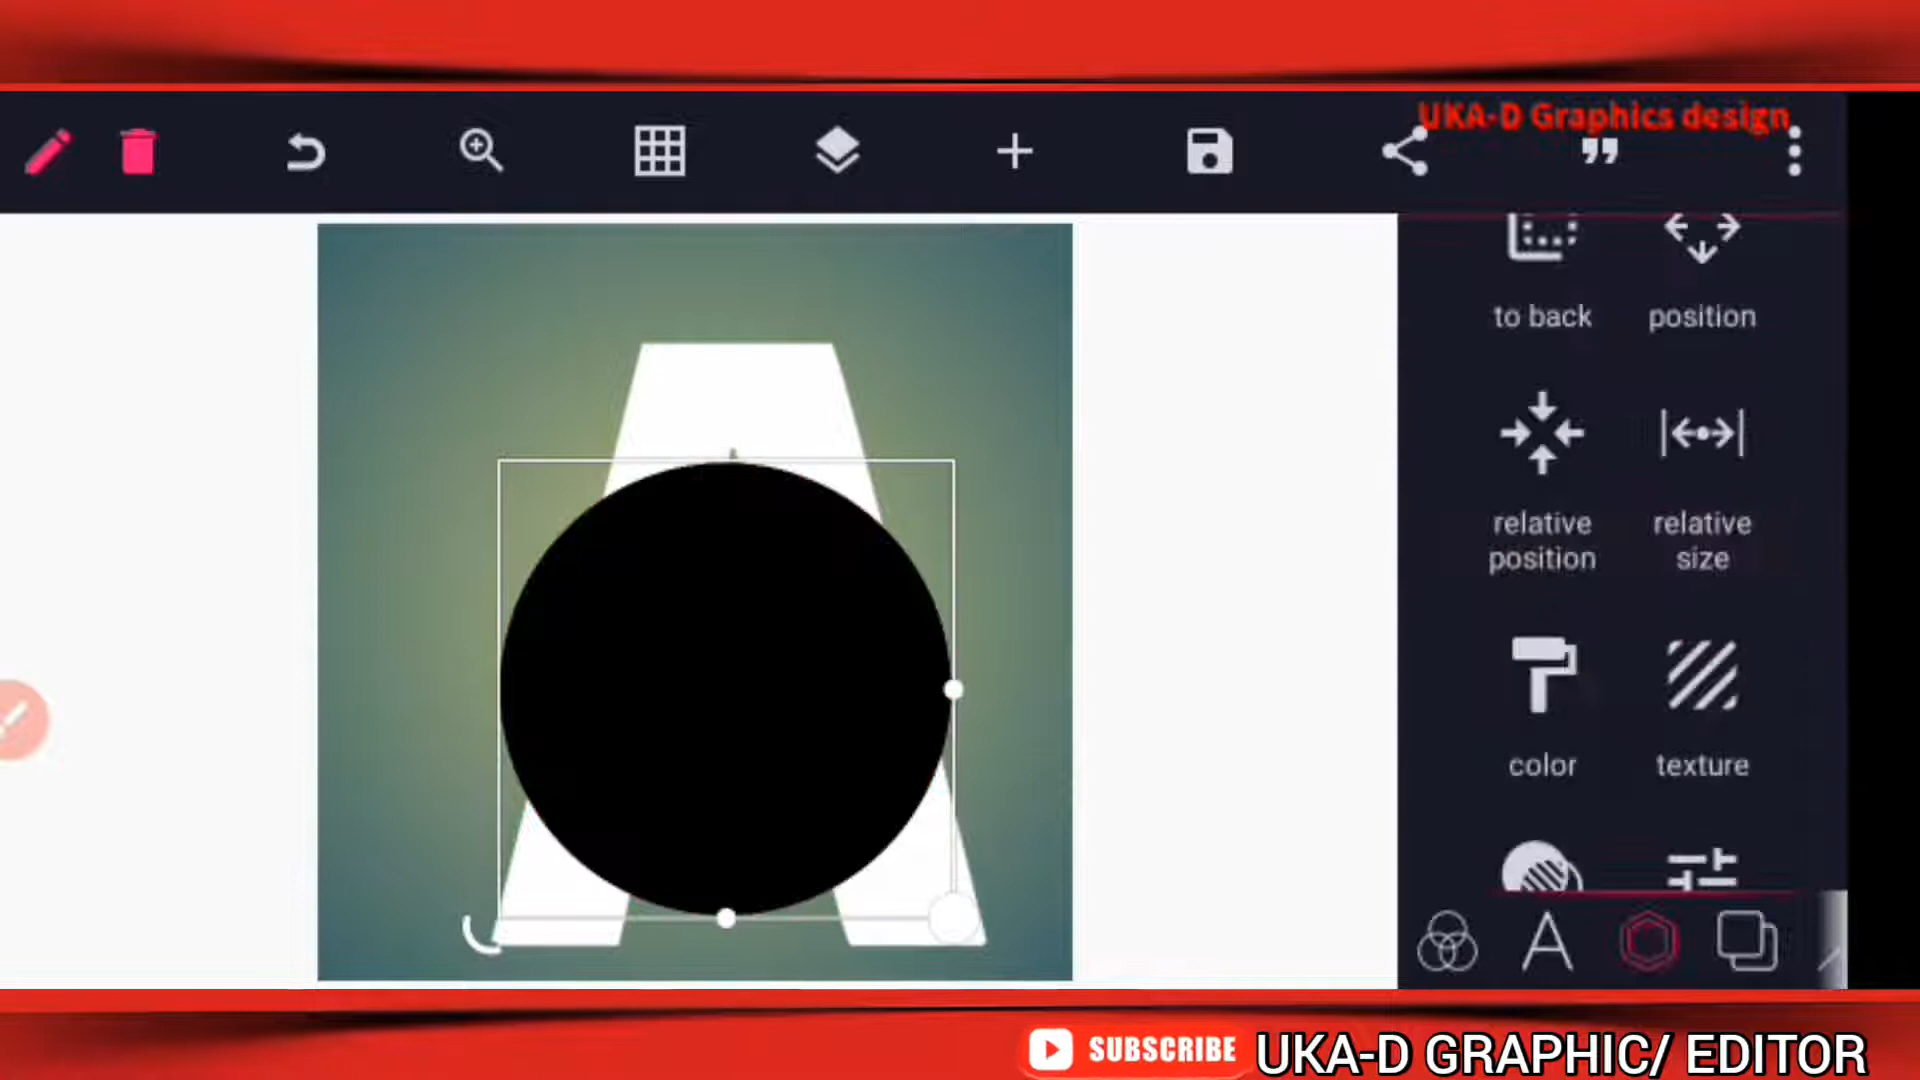 UKA-D Graphics design
to back
position
relative
position
relative
size
color
texture
SUBSCRIBE
UKA-D GRAPHIC/ EDITOR